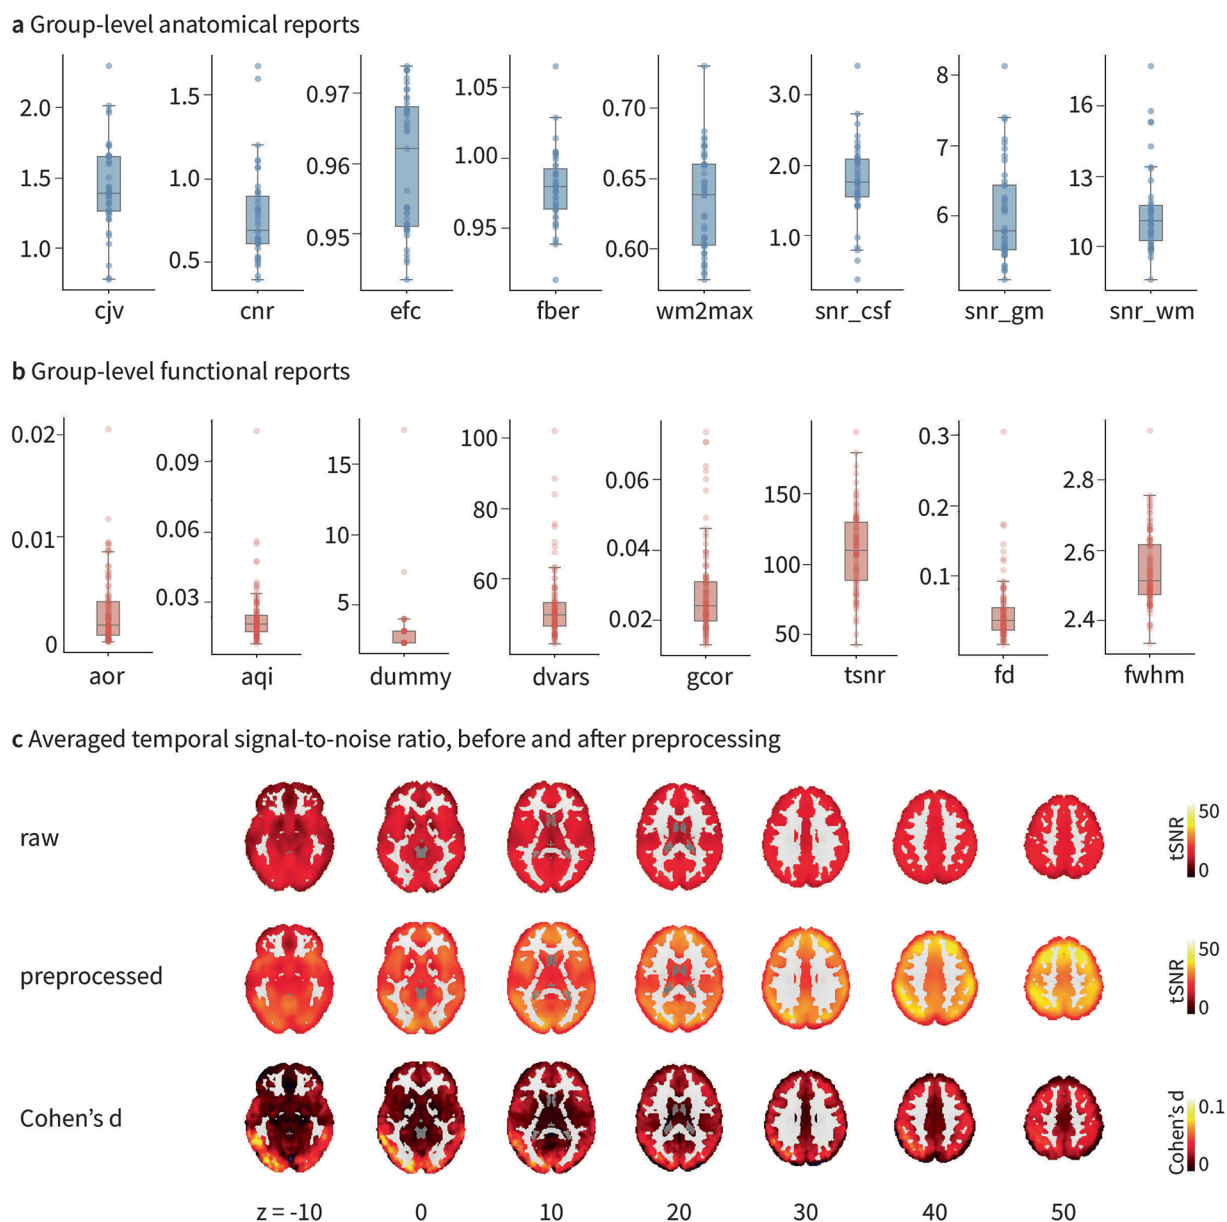 a Group-level anatomical reports
2.0
1.5
1.0
cjv
1.5
1.0
0.5
cnr
0.97
0.96
0.95
efc
1.05
1.00
0.95
fber
0.70
0.65
0.60
wm2max
3.0
2.0
1.0
snr_csf
8
7
6
snr_gm
16
13
10
snr_wm
b Group-level functional reports
0.02
0.01
0
aor
0.09
0.06
0.03
aqi
15
10
5
dummy
100
80
60
dvars
0.06
0.04
0.02
gcor
150
100
50
tsnr
0.3
0.2
0.1
fd
2.8
2.6
2.4
fwhm
c Averaged temporal signal-to-noise ratio, before and after preprocessing
raw
tSNR
50
0
preprocessed
tSNR
50
0
Cohen's d
Cohen's d
0.1
0
z = -10 0 10 20 30 40 50